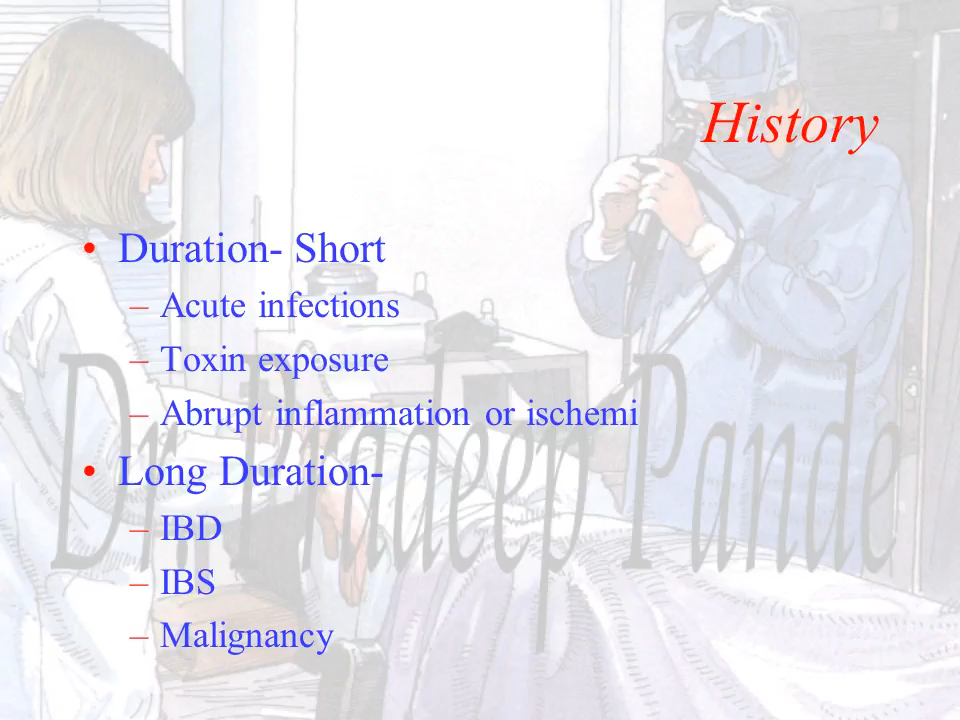 History
• Duration- Short
– Acute infections
– Toxin exposure
– Abrupt inflammation or ischemi
• Long Duration-
– IBD
– IBS
– Malignancy
Dr. Pradeep Pande